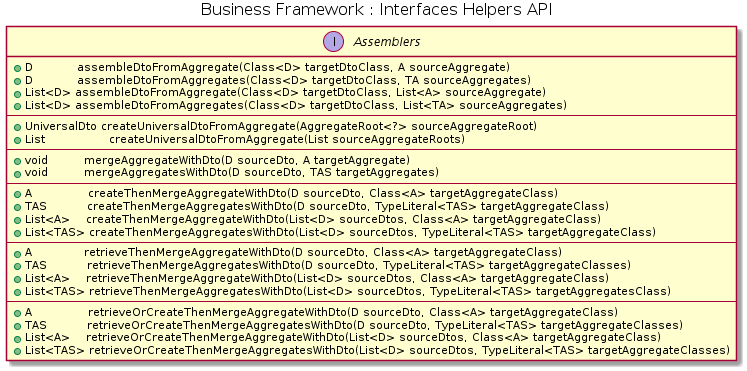 Business Framework : Interfaces Helpers API
I Assemblers
D assembleDtoFromAggregate(Class<D> targetDtoClass, A sourceAggregate)
D assembleDtoFromAggregates(Class<D> targetDtoClass, TA sourceAggregates)
List<D> assembleDtoFromAggregate(Class<D> targetDtoClass, List<A> sourceAggregate)
List<D> assembleDtoFromAggregates(Class<D> targetDtoClass, List<TA> sourceAggregates)
UniversalDto createUniversalDtoFromAggregate(AggregateRoot<?> sourceAggregateRoot)
List createUniversalDtoFromAggregate(List sourceAggregateRoots)
void mergeAggregateWithDto(D sourceDto, A targetAggregate)
void mergeAggregatesWithDto(D sourceDto, TAS targetAggregates)
A createThenMergeAggregateWithDto(D sourceDto, Class<A> targetAggregateClass)
TAS createThenMergeAggregatesWithDto(D sourceDto, TypeLiteral<TAS> targetAggregateClass)
List<A> createThenMergeAggregateWithDto(List<D> sourceDtos, Class<A> targetAggregateClass)
List<TAS> createThenMergeAggregatesWithDto(List<D> sourceDtos, TypeLiteral<TAS> targetAggregateClass)
A retrieveThenMergeAggregateWithDto(D sourceDto, Class<A> targetAggregateClass)
TAS retrieveThenMergeAggregatesWithDto(D sourceDto, TypeLiteral<TAS> targetAggregateClasses)
List<A> retrieveThenMergeAggregateWithDto(List<D> sourceDtos, Class<A> targetAggregateClass)
List<TAS> retrieveThenMergeAggregatesWithDto(List<D> sourceDtos, TypeLiteral<TAS> targetAggregatesClass)
A retrieveOrCreateThenMergeAggregateWithDto(D sourceDto, Class<A> targetAggregateClass)
TAS retrieveOrCreateThenMergeAggregatesWithDto(D sourceDto, TypeLiteral<TAS> targetAggregateClasses)
List<A> retrieveOrCreateThenMergeAggregateWithDto(List<D> sourceDtos, Class<A> targetAggregateClass)
List<TAS> retrieveOrCreateThenMergeAggregatesWithDto(List<D> sourceDtos, TypeLiteral<TAS> targetAggregateClasses)